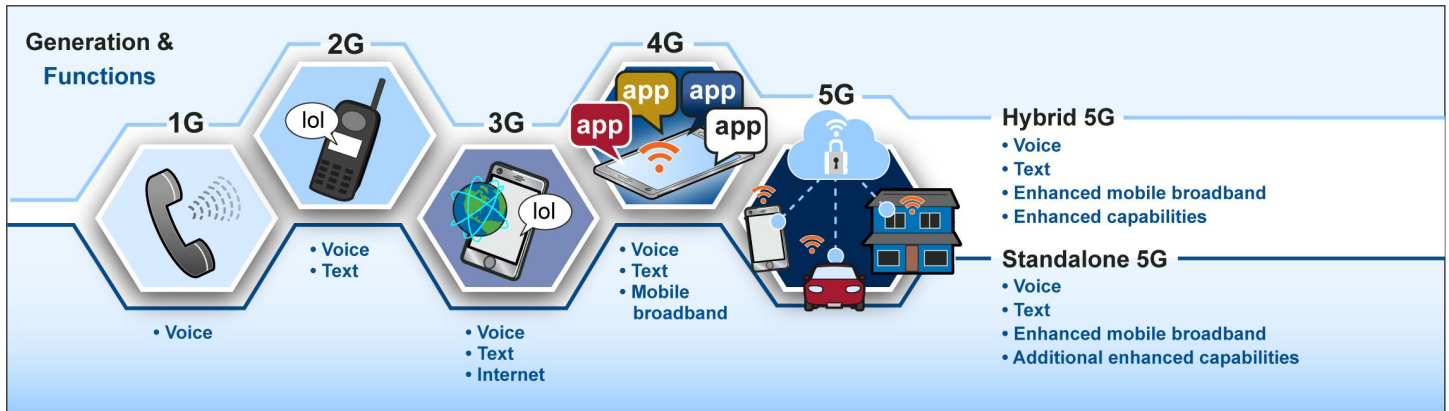 Generation &
Functions
1G
• Voice
2G
lol
• Voice
• Text
3G
lol
• Voice
• Text
• Internet
4G
app
app
app
app
• Voice
• Text
• Mobile
broadband
5G
Hybrid 5G
• Voice
• Text
• Enhanced mobile broadband
• Enhanced capabilities
Standalone 5G
• Voice
• Text
• Enhanced mobile broadband
• Additional enhanced capabilities